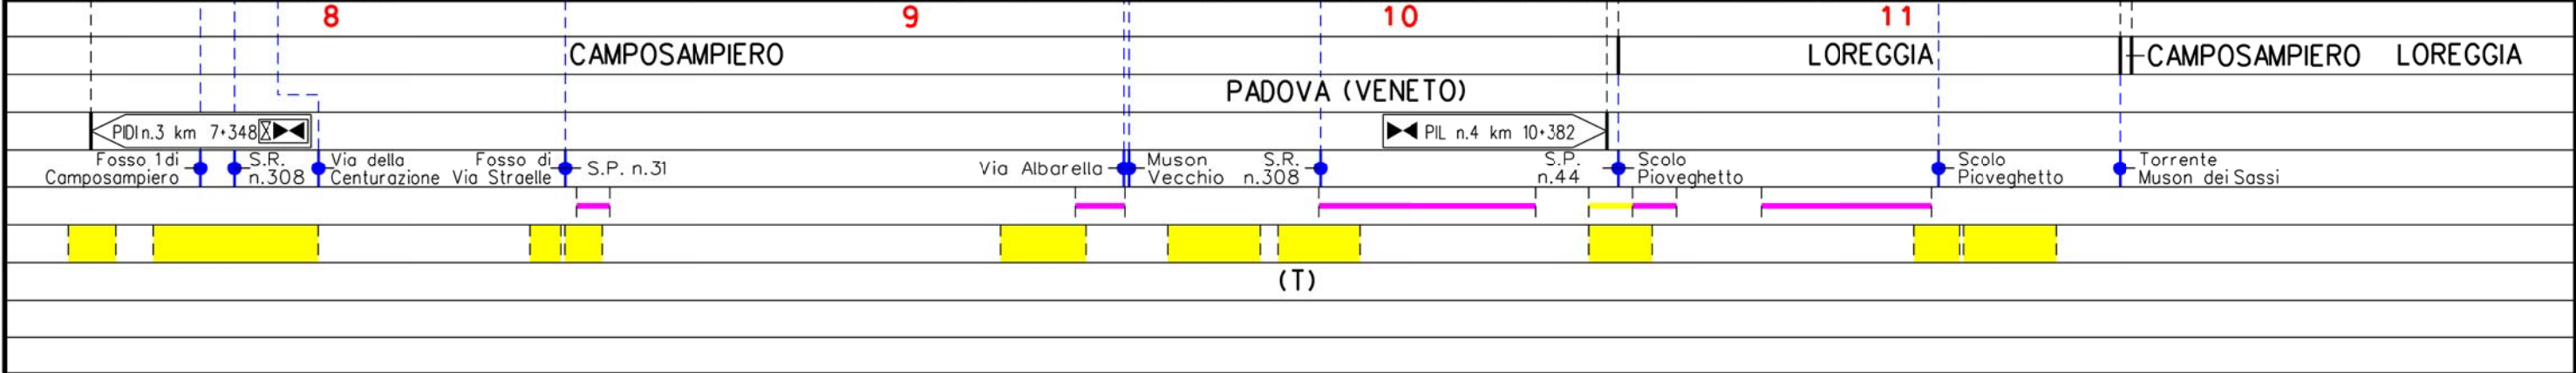 8 9 10 11
CAMPOSAMPIERO LOREGGIA CAMPOSAMPIERO LOREGGIA
PADOVA (VENETO)
PIDI n.3 km 7+348 PIL n.4 km 10+382
Fosso 1 di
Camposampiero
S.R.
n.308
Via della
Centurazione
Fosso di
Via Straelle
S.P. n.31
Via Albarella
Muson
Vecchio
S.R.
n.308
S.P.
n.44
Scolo
Pioveghetto
Scolo
Pioveghetto
Torrente
Muson dei Sassi
(T)